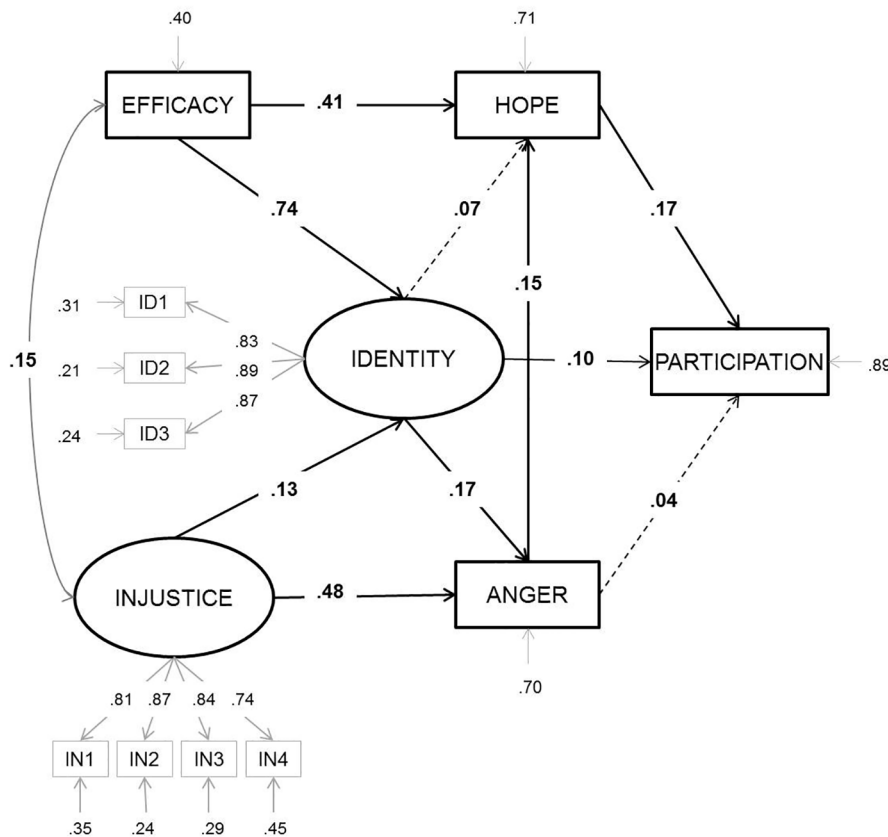 .40
.71
EFFICACY
.41
HOPE
.74
.07
.17
.15
.31
ID1
.83
.15
.21
ID2
.89
IDENTITY
.10
PARTICIPATION
.89
.87
.24
ID3
.13
.17
.04
INJUSTICE
.48
ANGER
.70
.81
.87
.84
.74
IN1
IN2
IN3
IN4
.35
.24
.29
.45